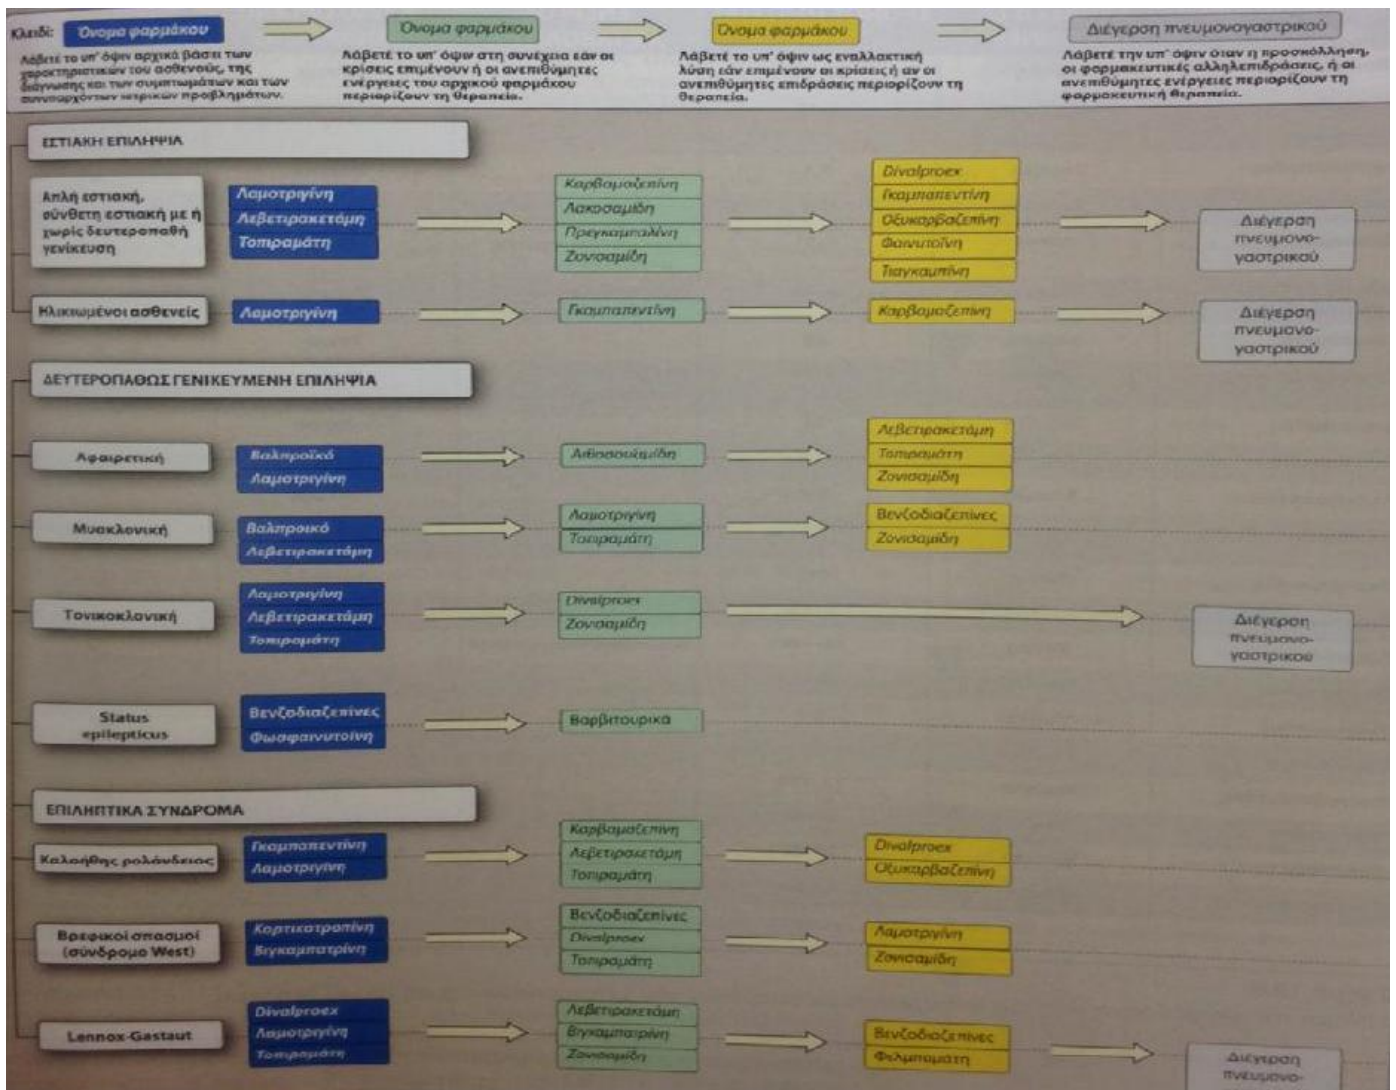 Κλειδί:
Όνομα φαρμάκου
Λάβετε το υπ' όψιν αρχικά βάσει των
χαρακτηριστικών του ασθενούς, της
διάγνωσης και των συμπτωμάτων και των
συνυπαρχόντων ιατρικών προβλημάτων.
Όνομα φαρμάκου
Λάβετε το υπ' όψιν στη συνέχεια εάν οι
κρίσεις επιμένουν ή οι ανεπιθύμητες
ενέργειες του αρχικού φαρμάκου
περιορίζουν τη θεραπεία.
Όνομα φαρμάκου
Λάβετε το υπ' όψιν ως εναλλακτική
λύση εάν επιμένουν οι κρίσεις ή αν οι
ανεπιθύμητες επιδράσεις περιορίζουν τη
θεραπεία.
Διέγερση πνευμονογαστρικού
Λάβετε την υπ' όψιν όταν η προσκόλληση,
οι φαρμακευτικές αλληλεπιδράσεις, ή οι
ανεπιθύμητες ενέργειες περιορίζουν τη
φαρμακευτική θεραπεία.
ΕΣΤΙΑΚΗ ΕΠΙΛΗΨΙΑ
Απλή εστιακή,
σύνθετη εστιακή με ή
χωρίς δευτεροπαθή
γενίκευση
Λαμοτριγίνη
Λεβετιρακετάμη
Τοπιραμάτη
Καρβαμαζεπίνη
Λακοσαμίδη
Πρεγκαμπαλίνη
Ζονισαμίδη
Divalproex
Γκαμπαπεντίνη
Οξυκαρβαζεπίνη
Φαινυτοΐνη
Τιαγκαμπίνη
Διέγερση
πνευμονο-
γαστρικού
Ηλικιωμένοι ασθενείς
Λαμοτριγίνη
Γκαμπαπεντίνη
Καρβαμαζεπίνη
Διέγερση
πνευμονο-
γαστρικού
ΔΕΥΤΕΡΟΠΑΘΩΣ ΓΕΝΙΚΕΥΜΕΝΗ ΕΠΙΛΗΨΙΑ
Αφαιρετική
Βαλπροϊκό
Λαμοτριγίνη
Αιθοσουξιμίδη
Λεβετιρακετάμη
Τοπιραμάτη
Ζονισαμίδη
Μυοκλονική
Βαλπροικό
Λεβετιρακετάμη
Λαμοτριγίνη
Τοπιραμάτη
Βενζοδιαζεπίνες
Ζονισαμίδη
Τονικοκλονική
Λαμοτριγίνη
Λεβετιρακετάμη
Τοπιραμάτη
Divalproex
Ζονισαμίδη
Διέγερση
πνευμονο-
γαστρικού
Status
epilepticus
Βενζοδιαζεπίνες
Φωσφαινυτοΐνη
Βαρβιτουρικά
ΕΠΙΛΗΠΤΙΚΑ ΣΥΝΔΡΟΜΑ
Καλοήθης ρολάνδειος
Γκαμπαπεντίνη
Λαμοτριγίνη
Καρβαμαζεπίνη
Λεβετιρακετάμη
Τοπιραμάτη
Divalproex
Οξυκαρβαζεπίνη
Βρεφικοί σπασμοί
(σύνδρομο West)
Κορτικοτροπίνη
Βιγκαμπατρίνη
Βενζοδιαζεπίνες
Divalproex
Τοπιραμάτη
Λαμοτριγίνη
Ζονισαμίδη
Lennox-Gastaut
Divalproex
Λαμοτριγίνη
Τοπιραμάτη
Λεβετιρακετάμη
Βιγκαμπατρίνη
Ζονισαμίδη
Βενζοδιαζεπίνες
Φελμπαμάτη
Διέγερση
πνευμονο-